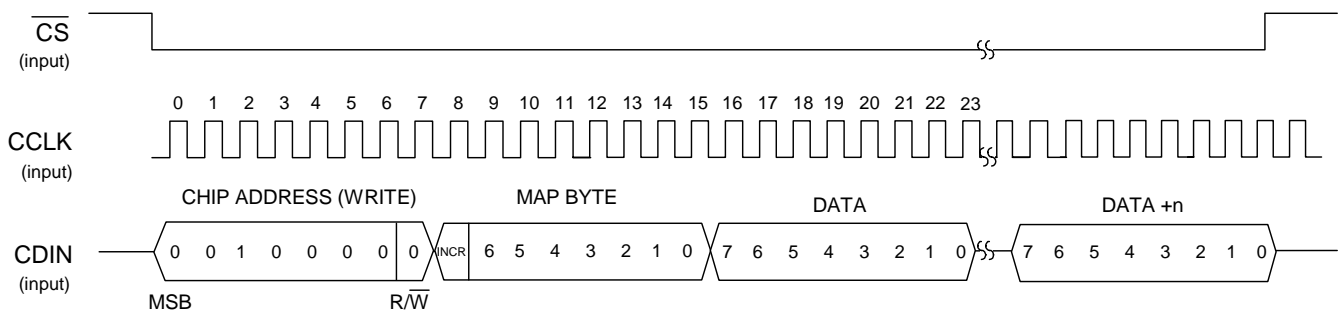 CS
(input)
0 1 2 3 4 5 6 7 8 9 10 11 12 13 14 15 16 17 18 19 20 21 22 23
CCLK
(input)
CHIP ADDRESS (WRITE) MAP BYTE DATA DATA +n
CDIN 0 0 1 0 0 0 0 0 INCR 6 5 4 3 2 1 0 7 6 5 4 3 2 1 0 7 6 5 4 3 2 1 0
(input)
MSB R/W